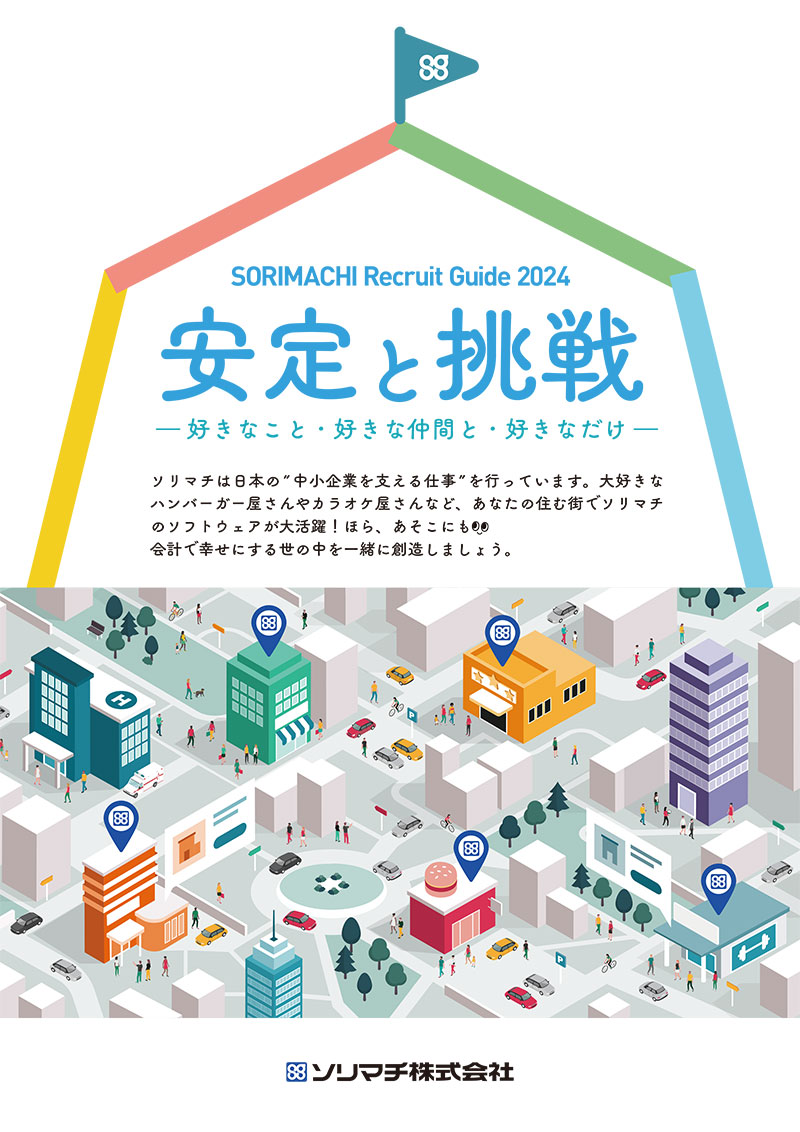 SORIMACHI Recruit Guide 2024
安定と挑戦
―好きなこと・好きな仲間と・好きなだけ―
ソリマチは日本の“中小企業を支える仕事”を行っています。大好きな
ハンバーガー屋さんやカラオケ屋さんなど、あなたの住む街でソリマチ
のソフトウェアが大活躍！ほら、あそこにも👀
会計で幸せにする世の中を一緒に創造しましょう。
H
P
P
ソリマチ株式会社